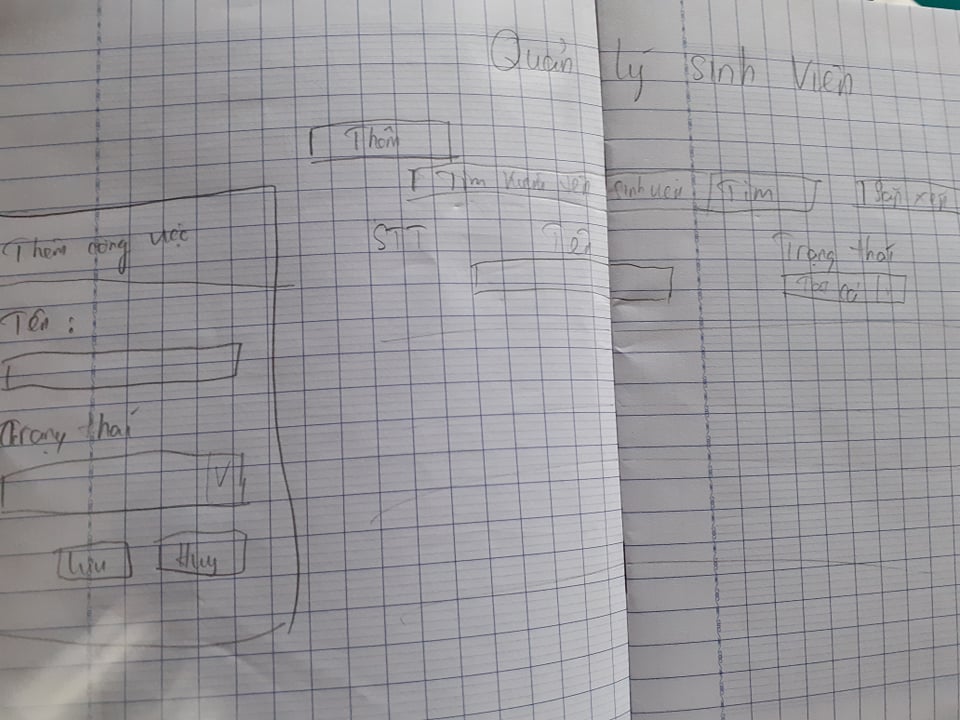 Quản lý sinh viên
Thêm
Tìm kiếm sinh viên Tìm Sắp xếp
Thêm công việc
STT Tên Trạng thái
Tất cả
Tên :
Trạng thái
Lưu Hủy